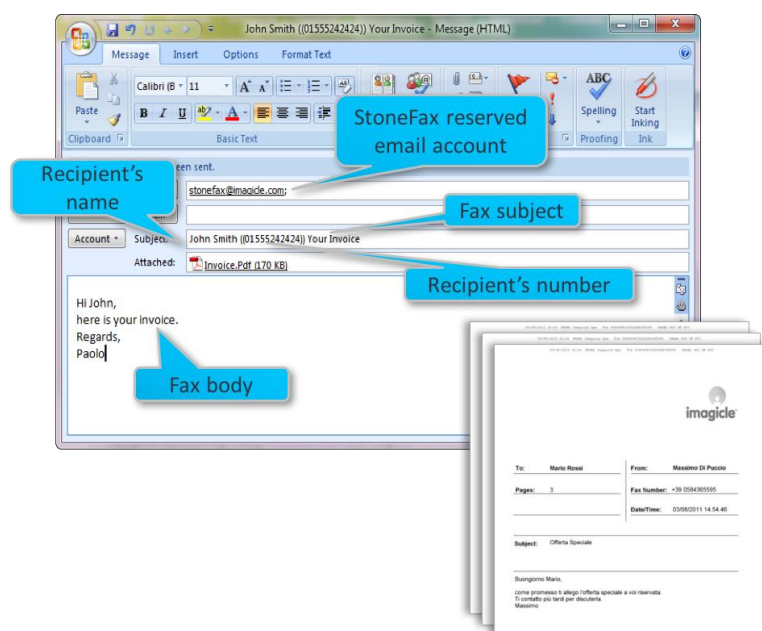 John Smith ((01555242424)) Your Invoice - Message (HTML)
Message Insert Options Format Text
Calibri (B 11
Paste
B I U
ABC
Spelling
Start
Inking
Clipboard
Basic Text
Proofing
Ink
StoneFax reserved
email account
een sent.
Recipient's
name
stonefax@imagicle.com;
Fax subject
Account
Subject:
John Smith ((01555242424)) Your Invoice
Attached:
Invoice.Pdf (170 KB)
Recipient's number
Hi John,
here is your invoice.
Regards,
Paolo
Fax body
imagicle
To: Mario Rossi From: Massimo Di Puccio
Pages: 3 Fax Number: +39 0584365595
Date/Time: 03/06/2011 14.54.46
Subject: Offerta Speciale
Buongiorno Mario,
come promesso ti allego l'offerta speciale a voi riservata.
Ti contatto più tardi per discuterla.
Massimo